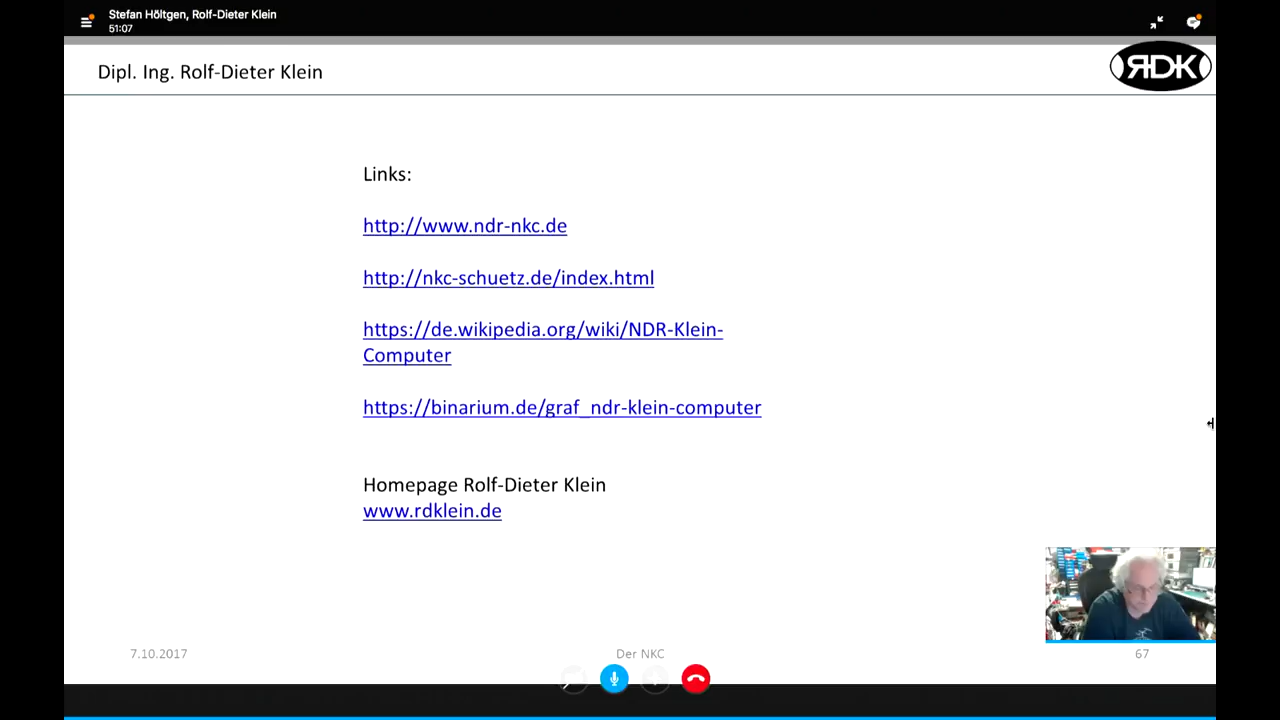 Stefan Höltgen, Rolf-Dieter Klein
51:07
Dipl. Ing. Rolf-Dieter Klein
RDK
Links:
http://www.ndr-nkc.de
http://nkc-schuetz.de/index.html
https://de.wikipedia.org/wiki/NDR-Klein-
Computer
https://binarium.de/graf_ndr-klein-computer
Homepage Rolf-Dieter Klein
www.rdklein.de
7.10.2017
Der NKC
67